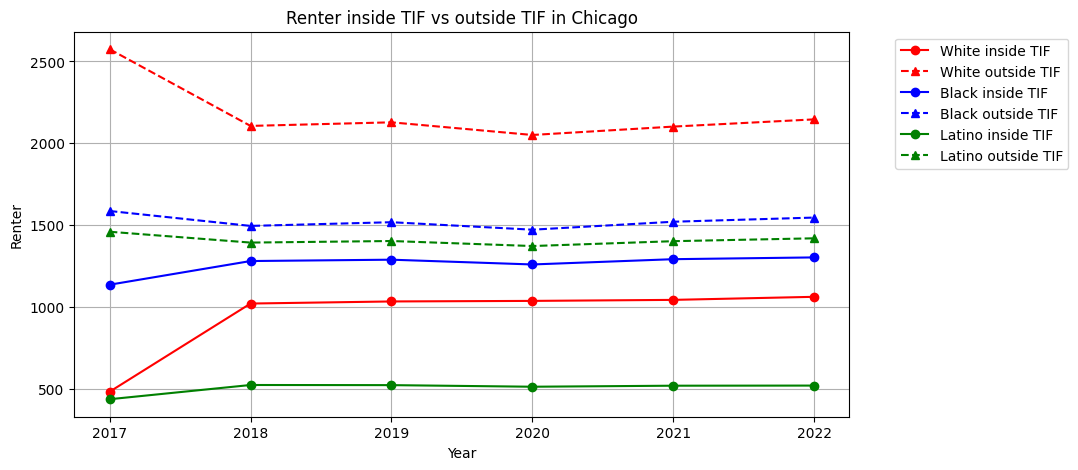 Renter inside TIF vs outside TIF in Chicago
White inside TIF
White outside TIF
Black inside TIF
Black outside TIF
Latino inside TIF
Latino outside TIF
Renter
2500
2000
1500
1000
500
2017 2018 2019 2020 2021 2022
Year